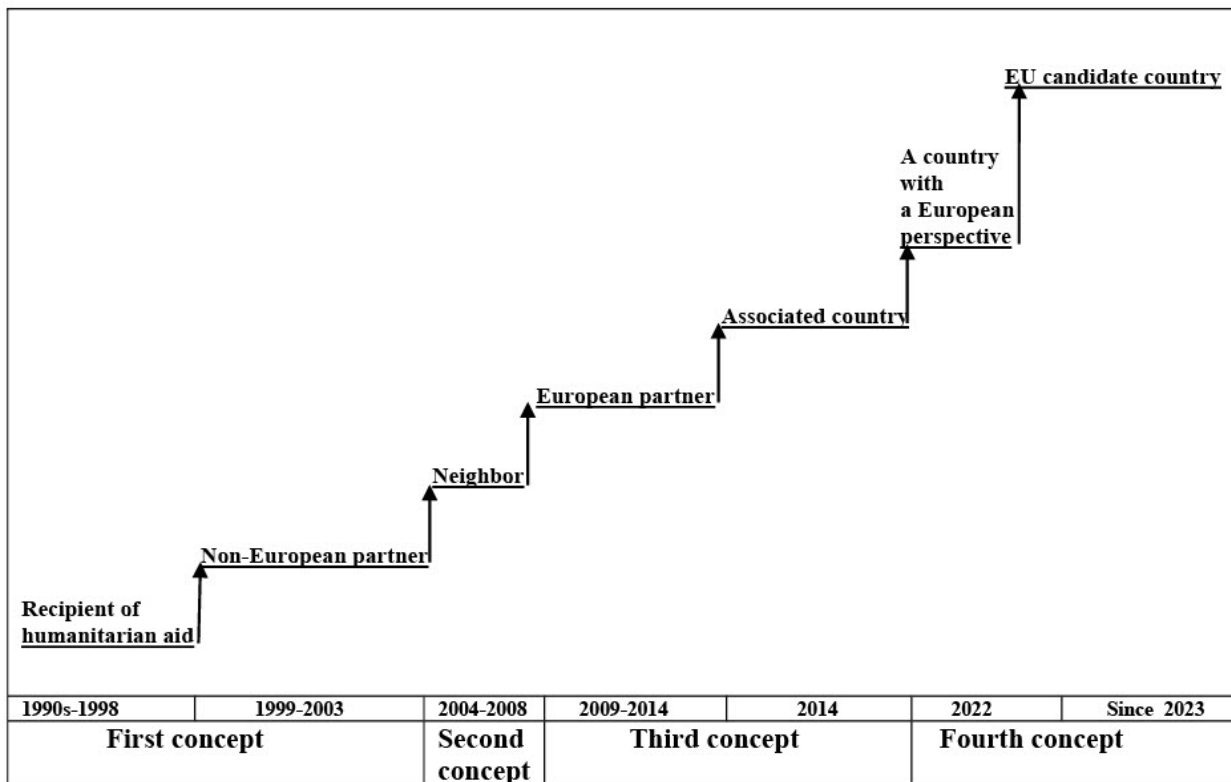 EU candidate country
A country
with
a European
perspective
Associated country
European partner
Neighbor
Non-European partner
Recipient of
humanitarian aid
1990s-1998 1999-2003 2004-2008 2009-2014 2014 2022 Since 2023
First concept Second Third concept Fourth concept
concept